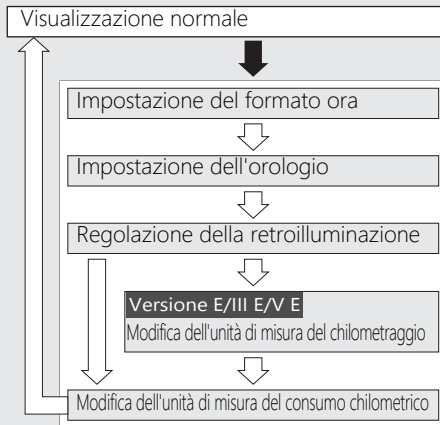 Visualizzazione normale
Impostazione del formato ora
Impostazione dell'orologio
Regolazione della retroilluminazione
Versione E/III E/V E
Modifica dell'unità di misura del chilometraggio
Modifica dell'unità di misura del consumo chilometrico